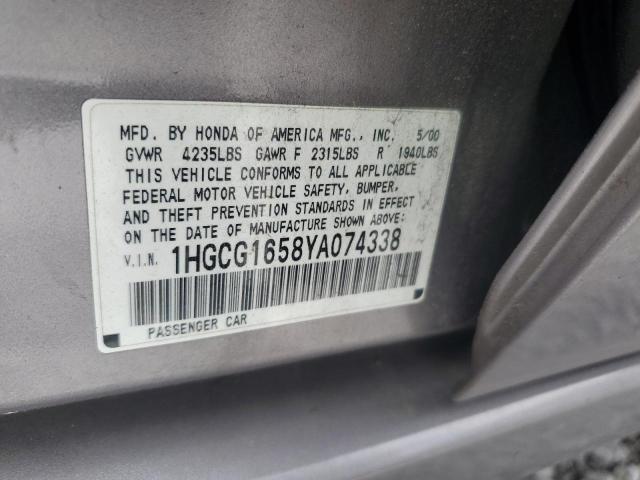 MFD. BY HONDA OF AMERICA MFG., INC. 5/00
GVWR 4235LBS GAWR F 2315LBS R 1940LBS
THIS VEHICLE CONFORMS TO ALL APPLICABLE
FEDERAL MOTOR VEHICLE SAFETY, BUMPER,
AND THEFT PREVENTION STANDARDS IN EFFECT
ON THE DATE OF MANUFACTURE SHOWN ABOVE:
V.I.N. 1HGCG1658YA074338
PASSENGER CAR